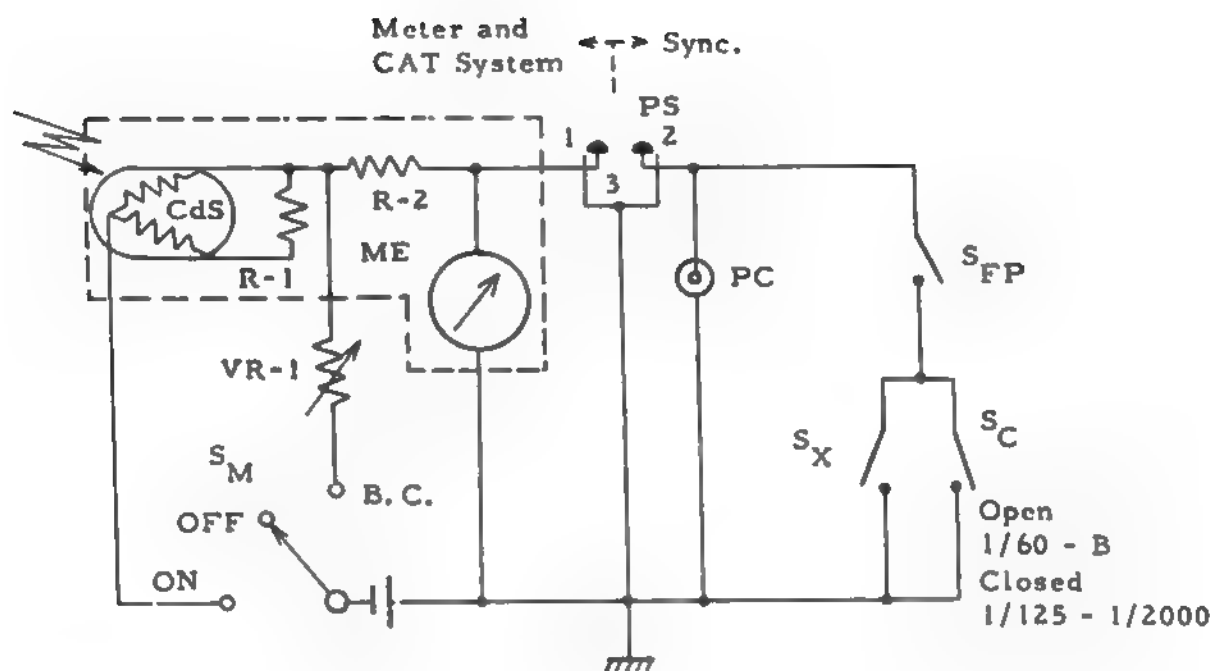 Meter and
CAT System
Sync.
PS
1
2
3
CdS
R-1
R-2
ME
PC
S FP
VR-1
S M
B. C.
OFF
ON
S X
S C
Open
1/60 - B
Closed
1/125 - 1/2000